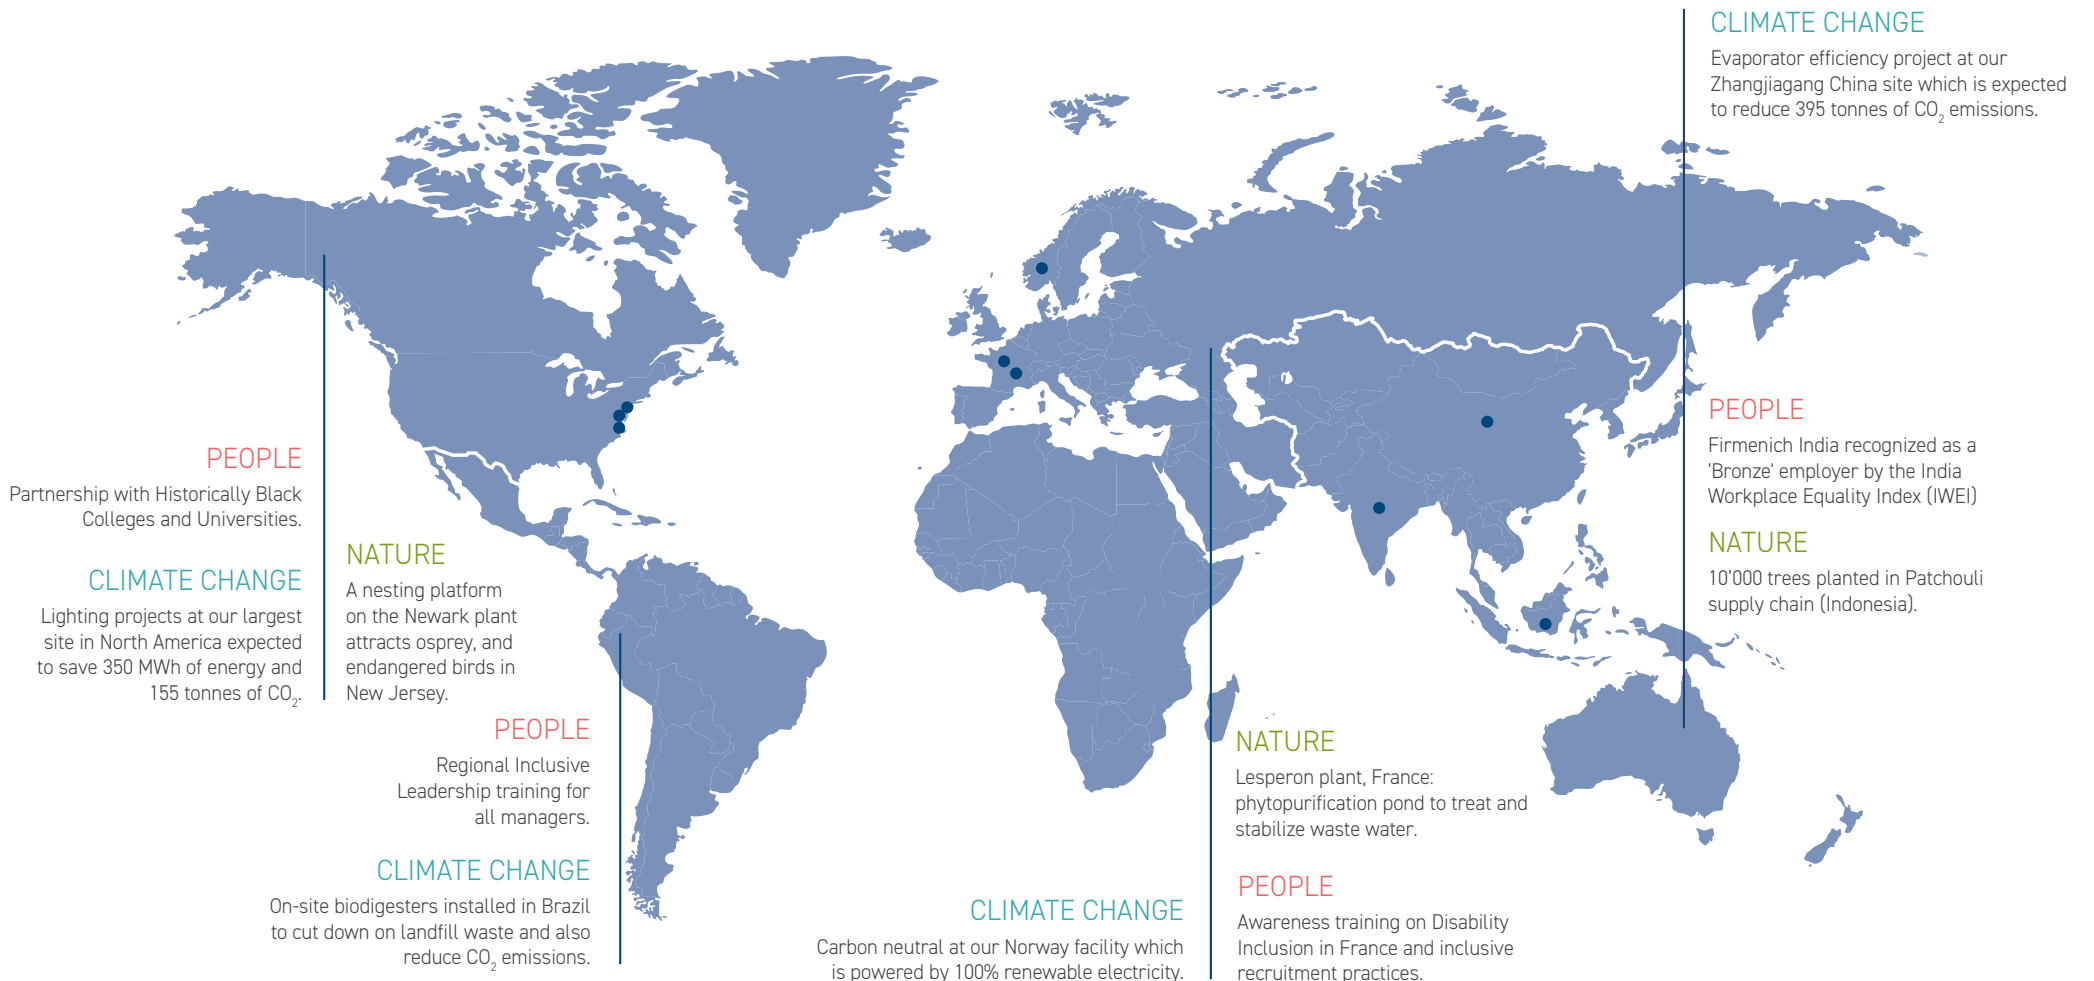 PEOPLE
Partnership with Historically Black
Colleges and Universities.
CLIMATE CHANGE
Lighting projects at our largest
site in North America expected
to save 350 MWh of energy and
155 tonnes of CO₂.
NATURE
A nesting platform
on the Newark plant
attracts osprey, and
endangered birds in
New Jersey.
PEOPLE
Regional Inclusive
Leadership training for
all managers.
CLIMATE CHANGE
On-site biodigesters installed in Brazil
to cut down on landfill waste and also
reduce CO₂ emissions.
CLIMATE CHANGE
Carbon neutral at our Norway facility which
is powered by 100% renewable electricity.
NATURE
Lesperon plant, France:
phytopurification pond to treat and
stabilize waste water.
PEOPLE
Awareness training on Disability
Inclusion in France and inclusive
recruitment practices.
CLIMATE CHANGE
Evaporator efficiency project at our
Zhangjiagang China site which is expected
to reduce 395 tonnes of CO₂ emissions.
PEOPLE
Firmenich India recognized as a
'Bronze' employer by the India
Workplace Equality Index (IWEI)
NATURE
10'000 trees planted in Patchouli
supply chain (Indonesia).